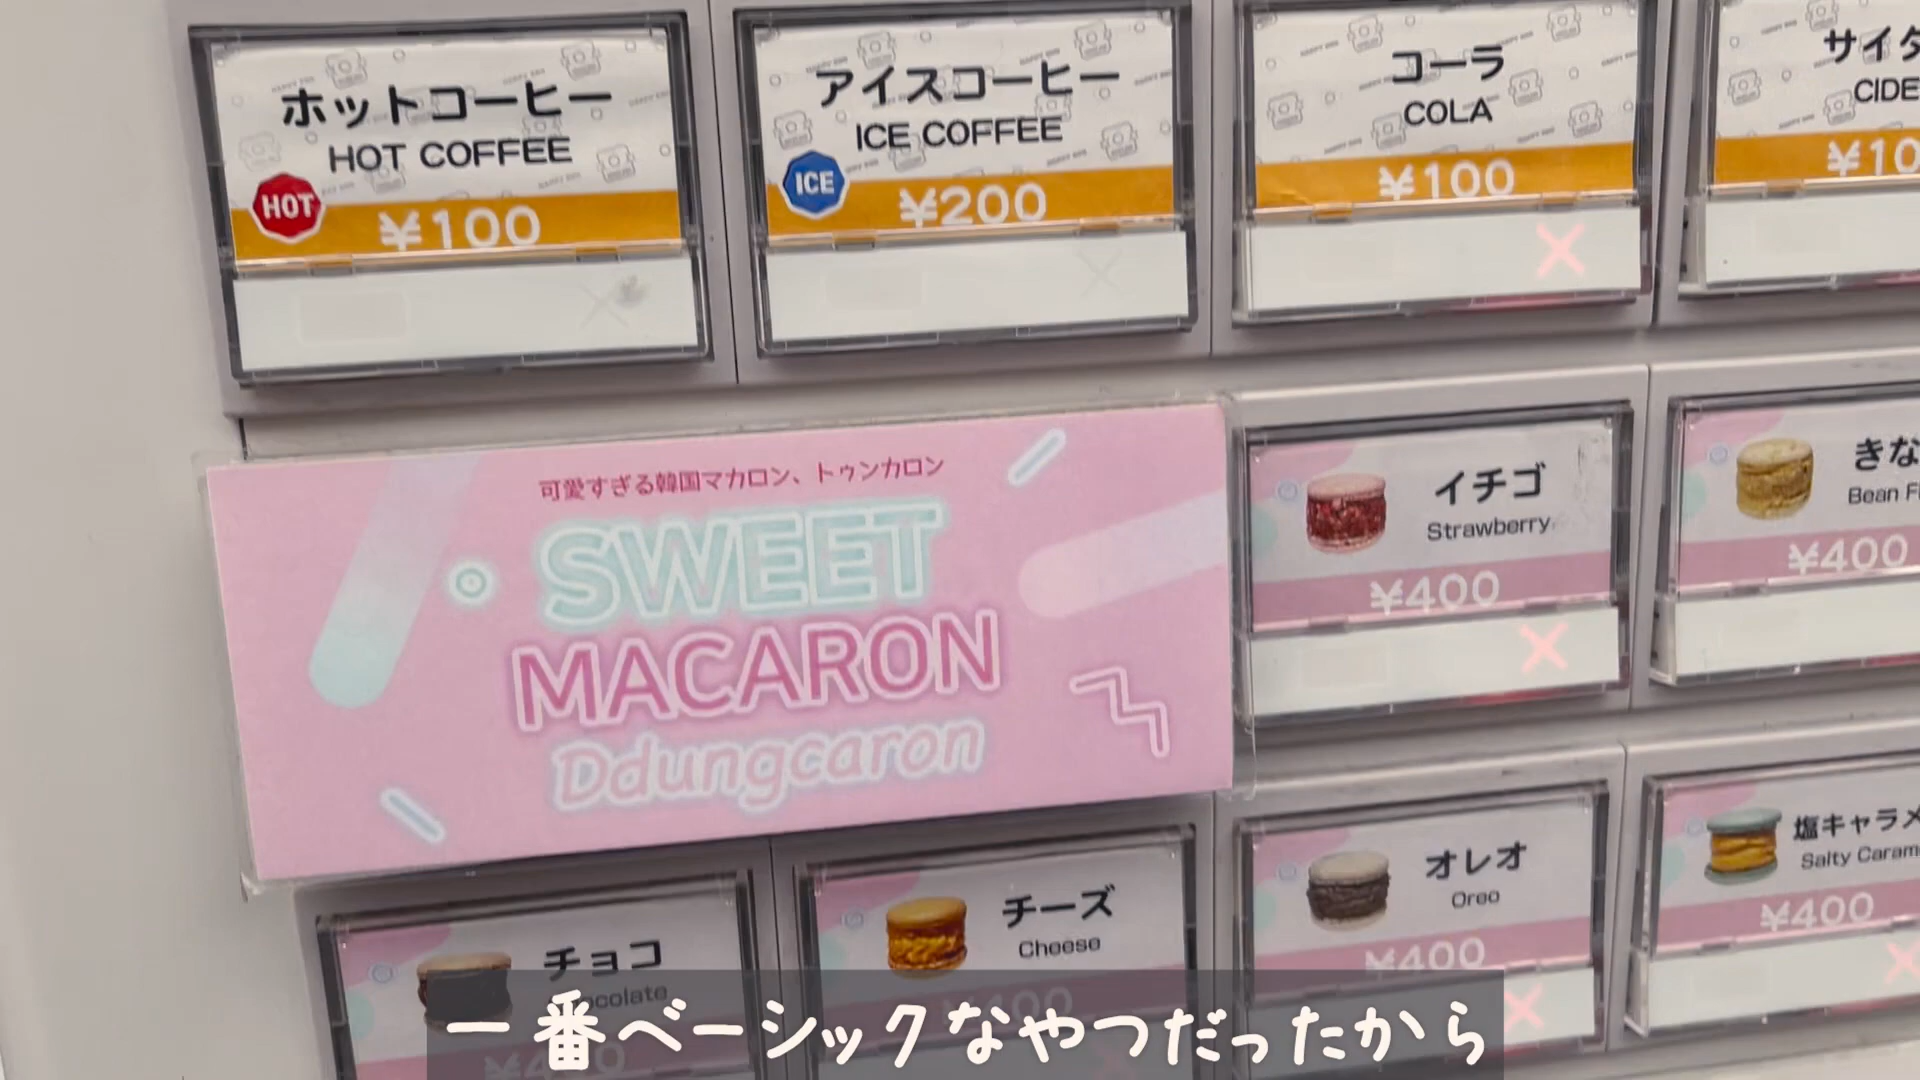 ホットコーヒー
HOT COFFEE
HOT
¥100
アイスコーヒー
ICE COFFEE
ICE
¥200
コーラ
COLA
¥100
サイダ
CIDE
¥10
可愛すぎる韓国マカロン、トゥンカロン
SWEET
MACARON
Ddungcaron
イチゴ
Strawberry
¥400
きな
Bean F
¥400
チョコ
¥400
チーズ
Cheese
¥400
オレオ
Oreo
¥400
塩キャラメ
Salty Caram
¥400
一番ベーシックなやつだったから